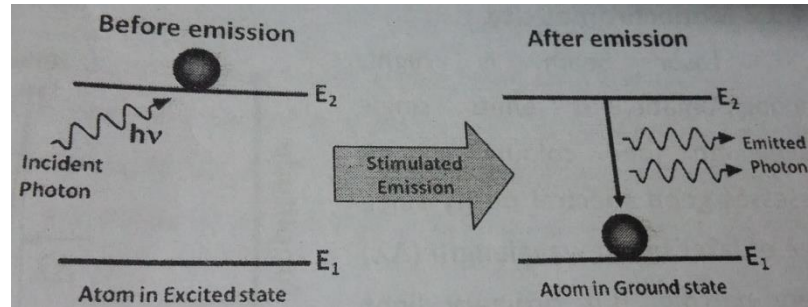 Before emission
E2
hν
Incident
Photon
E1
Atom in Excited state
Stimulated
Emission
After emission
E2
Emitted
Photon
E1
Atom in Ground state